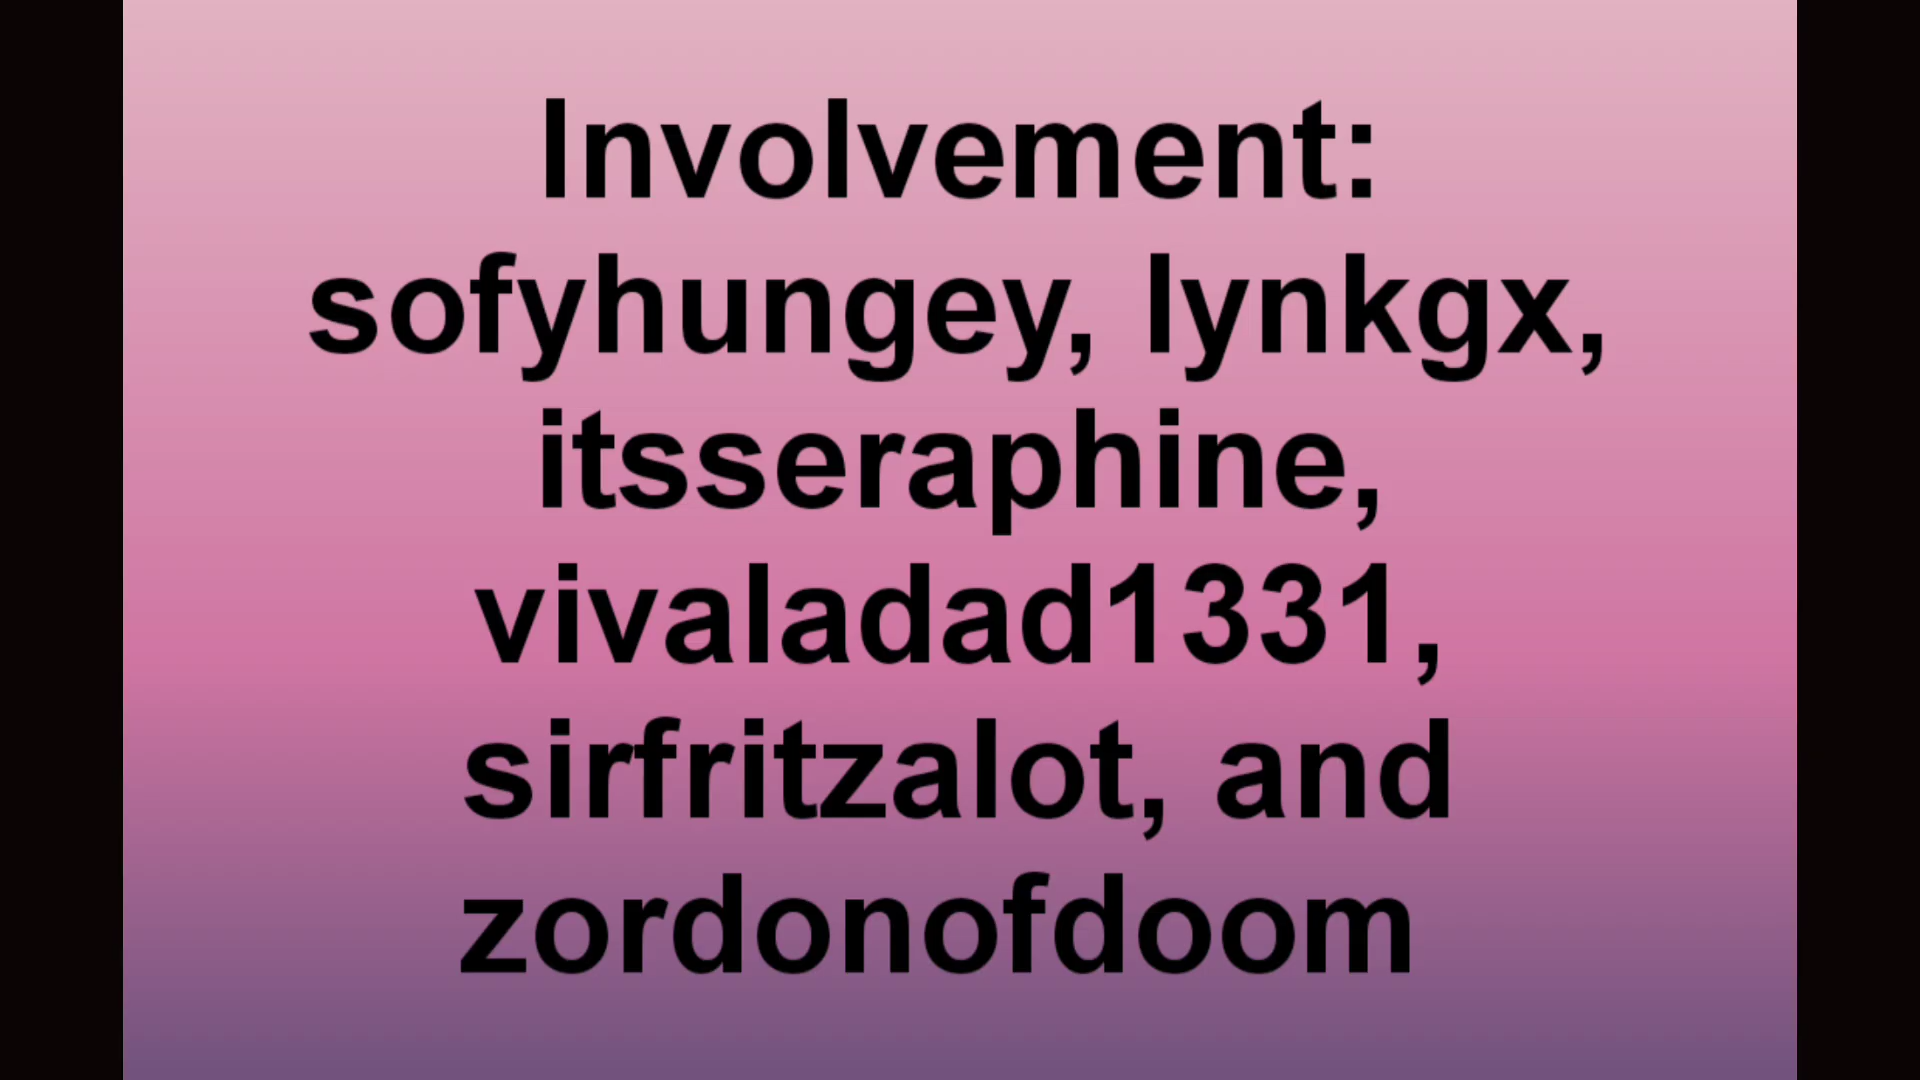 Involvement:
sofyhungey, lynkgx,
itsseraphine,
vivaladad1331,
sirfritzalot, and
zordonofdoom